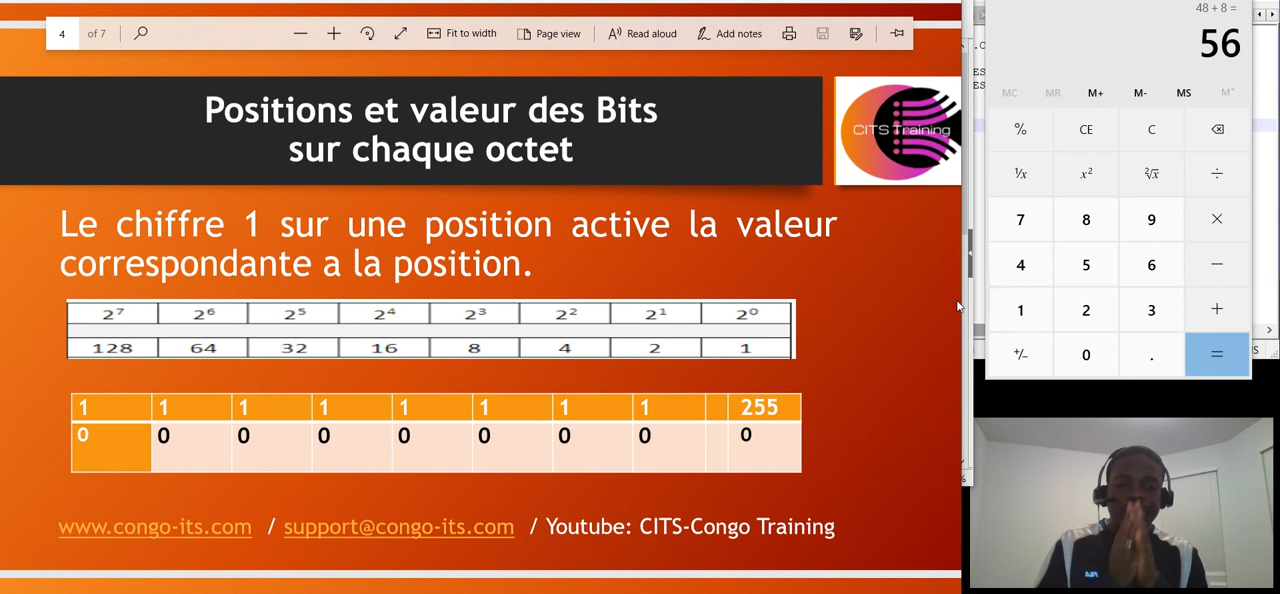 4 of 7
Fit to width
Page view
Read aloud
Add notes
Positions et valeur des Bits
sur chaque octet
CITS Training
Le chiffre 1 sur une position active la valeur
correspondante a la position.
2⁷ 2⁶ 2⁵ 2⁴ 2³ 2² 2¹ 2⁰
128 64 32 16 8 4 2 1
1 1 1 1 1 1 1 1 255
0 0 0 0 0 0 0 0 0
www.congo-its.com / support@congo-its.com / Youtube: CITS-Congo Training
48 + 8 =
56
MC MR M+ M- MS M˅
% CE C
¹/x x² ²√x ÷
7 8 9 ×
4 5 6 −
1 2 3 +
+/− 0 . =